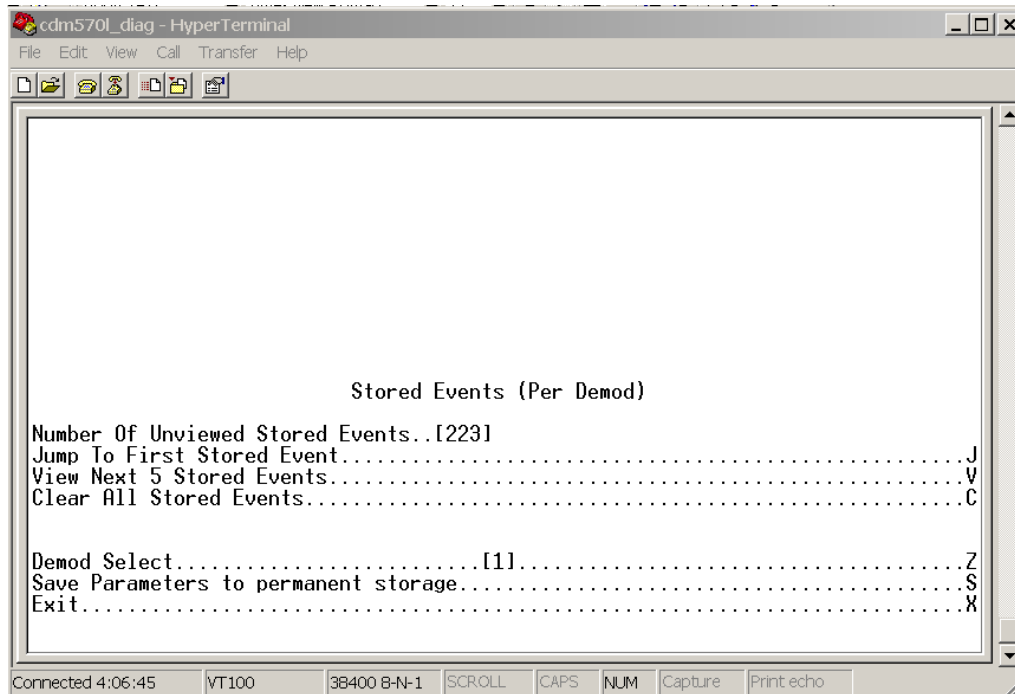 cdm570l_diag - HyperTerminal
File Edit View Call Transfer Help
Stored Events (Per Demod)
Number Of Unviewed Stored Events..[223]
Jump To First Stored Event.....................................................J
View Next 5 Stored Events......................................................V
Clear All Stored Events........................................................C
Demod Select..........................[1]......................................Z
Save Parameters to permanent storage...........................................S
Exit...........................................................................X
Connected 4:06:45 VT100 38400 8-N-1 SCROLL CAPS NUM Capture Print echo